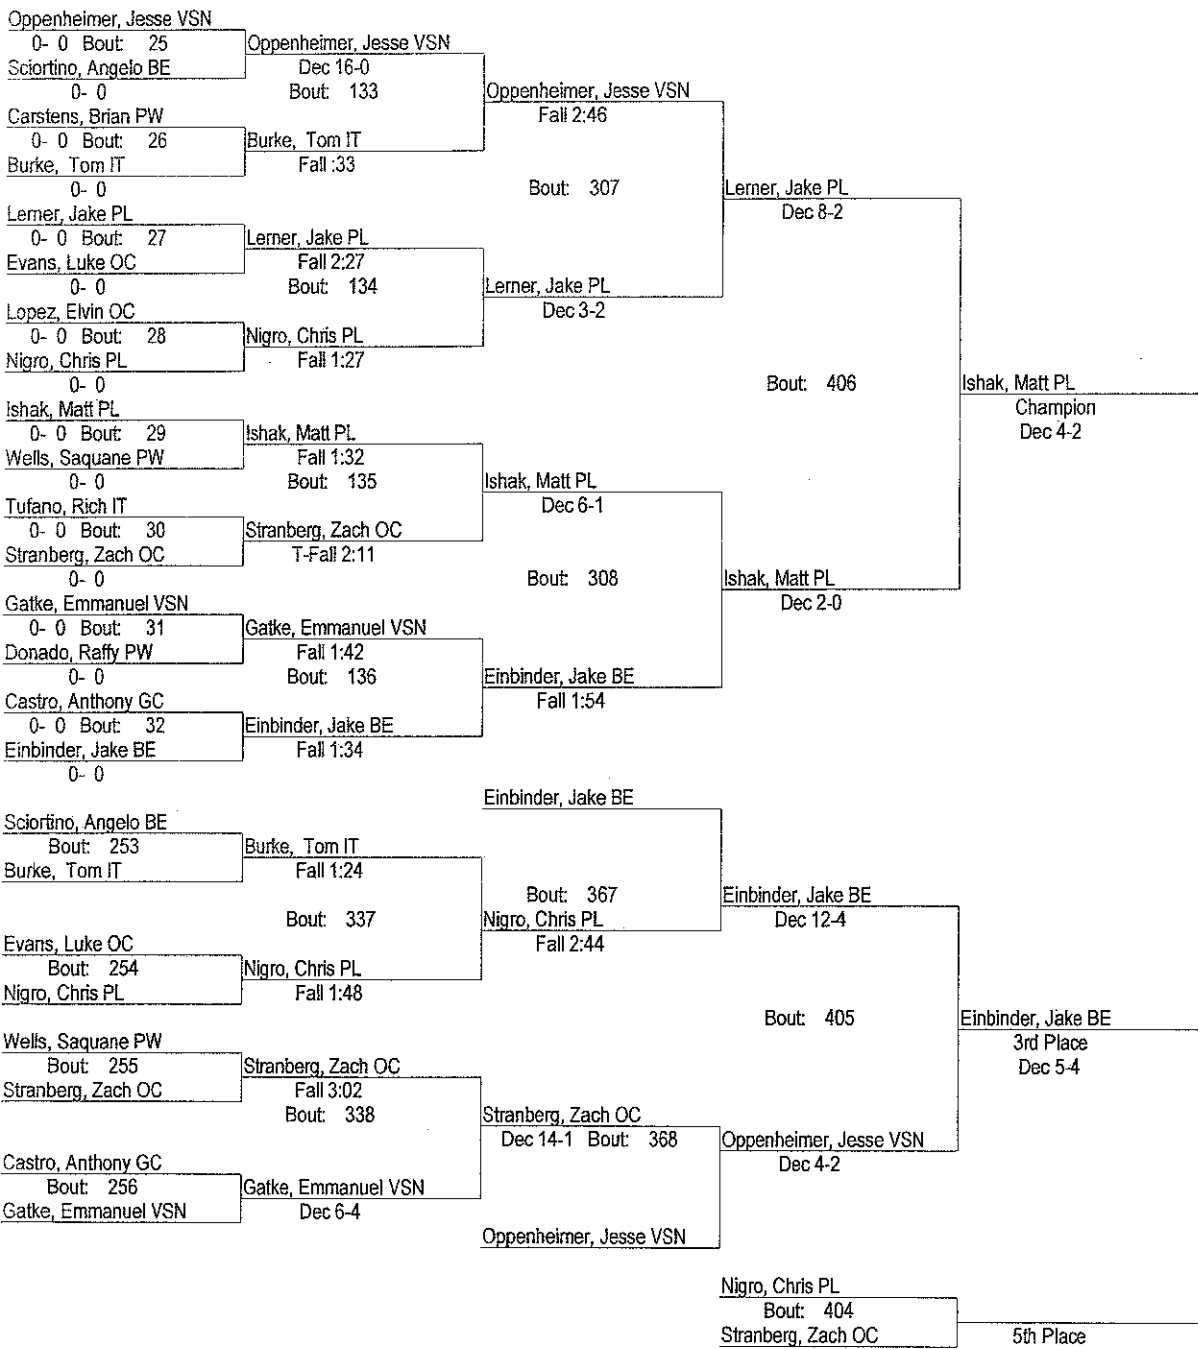 Oppenheimer, Jesse VSN
0- 0 Bout: 25
Oppenheimer, Jesse VSN
Sciortino, Angelo BE
Dec 16-0
0- 0
Bout: 133
Oppenheimer, Jesse VSN
Carstens, Brian PW
Fall 2:46
0- 0 Bout: 26
Burke, Tom IT
Burke, Tom IT
Fall :33
0- 0
Bout: 307
Lerner, Jake PL
Lerner, Jake PL
Dec 8-2
0- 0 Bout: 27
Lerner, Jake PL
Evans, Luke OC
Fall 2:27
0- 0
Bout: 134
Lerner, Jake PL
Lopez, Elvin OC
Dec 3-2
0- 0 Bout: 28
Nigro, Chris PL
Nigro, Chris PL
Fall 1:27
0- 0
Bout: 406
Ishak, Matt PL
Ishak, Matt PL
Champion
0- 0 Bout: 29
Ishak, Matt PL
Dec 4-2
Wells, Saquane PW
Fall 1:32
0- 0
Bout: 135
Ishak, Matt PL
Tufano, Rich IT
Dec 6-1
0- 0 Bout: 30
Stranberg, Zach OC
Stranberg, Zach OC
T-Fall 2:11
0- 0
Bout: 308
Ishak, Matt PL
Gatke, Emmanuel VSN
Dec 2-0
0- 0 Bout: 31
Gatke, Emmanuel VSN
Donado, Raffy PW
Fall 1:42
0- 0
Bout: 136
Einbinder, Jake BE
Castro, Anthony GC
Fall 1:54
0- 0 Bout: 32
Einbinder, Jake BE
Einbinder, Jake BE
Fall 1:34
0- 0
Einbinder, Jake BE
Sciortino, Angelo BE
Bout: 253
Burke, Tom IT
Burke, Tom IT
Fall 1:24
Bout: 367
Einbinder, Jake BE
Bout: 337
Nigro, Chris PL
Dec 12-4
Evans, Luke OC
Fall 2:44
Bout: 254
Nigro, Chris PL
Nigro, Chris PL
Fall 1:48
Bout: 405
Einbinder, Jake BE
Wells, Saquane PW
3rd Place
Bout: 255
Stranberg, Zach OC
Dec 5-4
Stranberg, Zach OC
Fall 3:02
Bout: 338
Stranberg, Zach OC
Dec 14-1 Bout: 368
Oppenheimer, Jesse VSN
Castro, Anthony GC
Dec 4-2
Bout: 256
Gatke, Emmanuel VSN
Gatke, Emmanuel VSN
Dec 6-4
Oppenheimer, Jesse VSN
Nigro, Chris PL
Bout: 404
Stranberg, Zach OC
5th Place